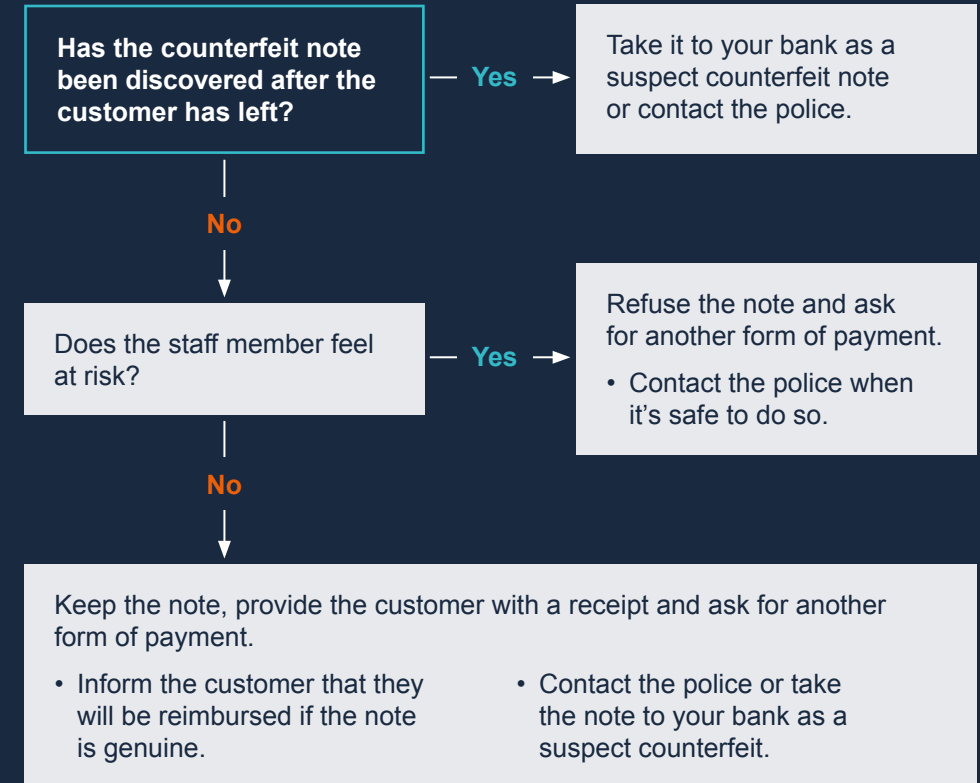 Has the counterfeit note
been discovered after the
customer has left?
Yes
Take it to your bank as a
suspect counterfeit note
or contact the police.
No
Does the staff member feel
at risk?
Yes
Refuse the note and ask
for another form of payment.
• Contact the police when
it's safe to do so.
No
Keep the note, provide the customer with a receipt and ask for another
form of payment.
• Inform the customer that they
will be reimbursed if the note
is genuine.
• Contact the police or take
the note to your bank as a
suspect counterfeit.